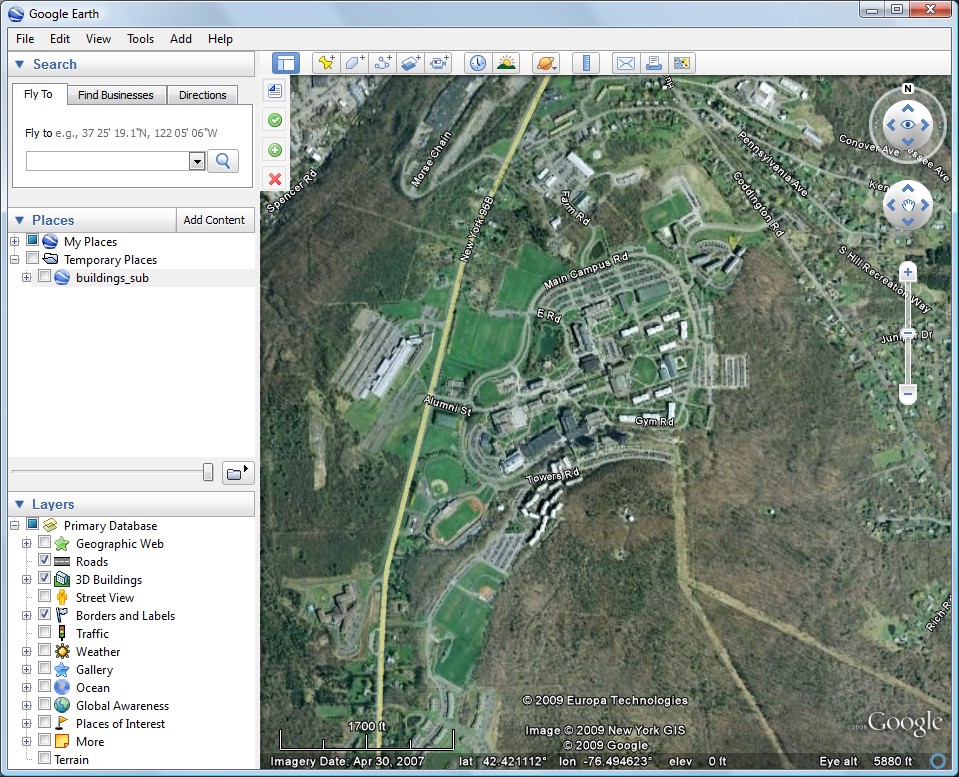 Google Earth
File Edit View Tools Add Help
Search
Fly To Find Businesses Directions
Fly to e.g., 37 25' 19.1"N, 122 05' 06"W
Places Add Content
My Places
Temporary Places
buildings_sub
Layers
Primary Database
Geographic Web
Roads
3D Buildings
Street View
Borders and Labels
Traffic
Weather
Gallery
Ocean
Global Awareness
Places of Interest
More
Terrain
N
Morse Chain
Spencer Rd
New York 96B
Farm Rd
Pennsylvania Ave
Conover Ave
Coddington Rd
S Hill Recreation Way
Main Campus Rd
E Rd
Alumni St
Gym Rd
Towers Rd
1700 ft
© 2009 Europa Technologies
Image © 2009 New York GIS
© 2009 Google
©2009 Google
Imagery Date: Apr 30, 2007 lat 42.421112° lon -76.494623° elev 0 ft Eye alt 5880 ft